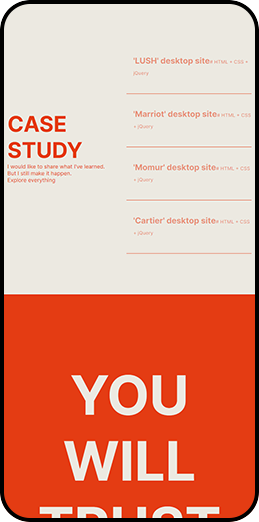 CASE
STUDY
I would like to share what I've learned.
But I still make it happen.
Explore everything
'LUSH' desktop site# HTML + CSS +
jQuery
'Marriot' desktop site# HTML + CSS
+ jQuery
'Momur' desktop site# HTML + CSS
+ jQuery
'Cartier' desktop site# HTML + CSS
+ jQuery
YOU
WILL
TRUST